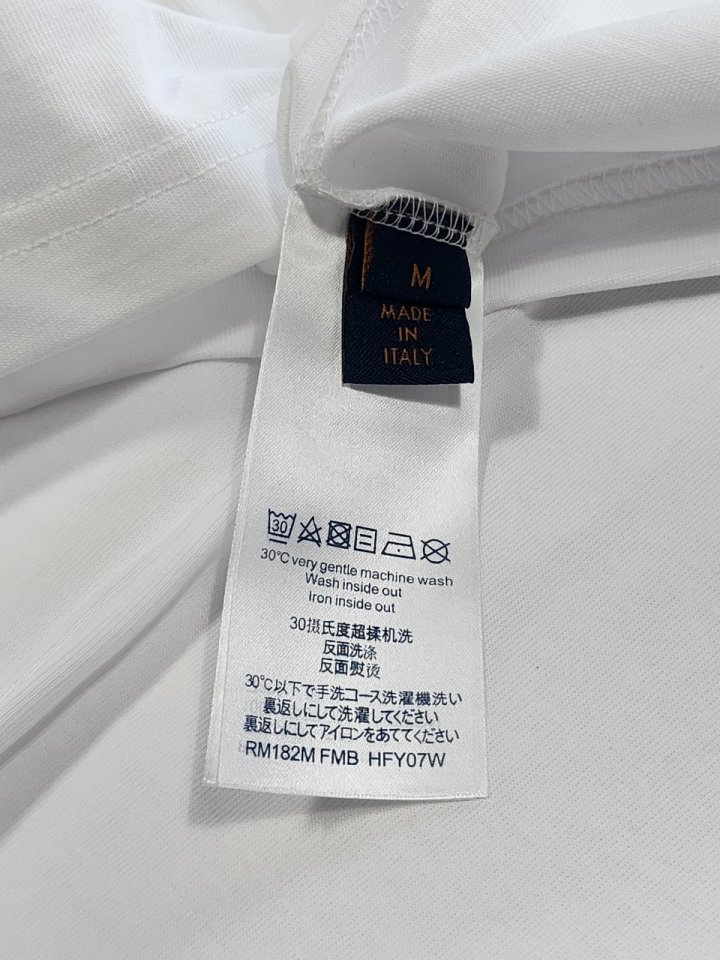 M
MADE
IN
ITALY
30
30℃ very gentle machine wash
Wash inside out
Iron inside out
30摄氏度超揉机洗
反面洗涤
反面熨烫
30℃以下で手洗コース洗濯機洗い
裏返しにして洗濯してください
裏返しにしてアイロンをあててください
RM182M FMB HFY07W